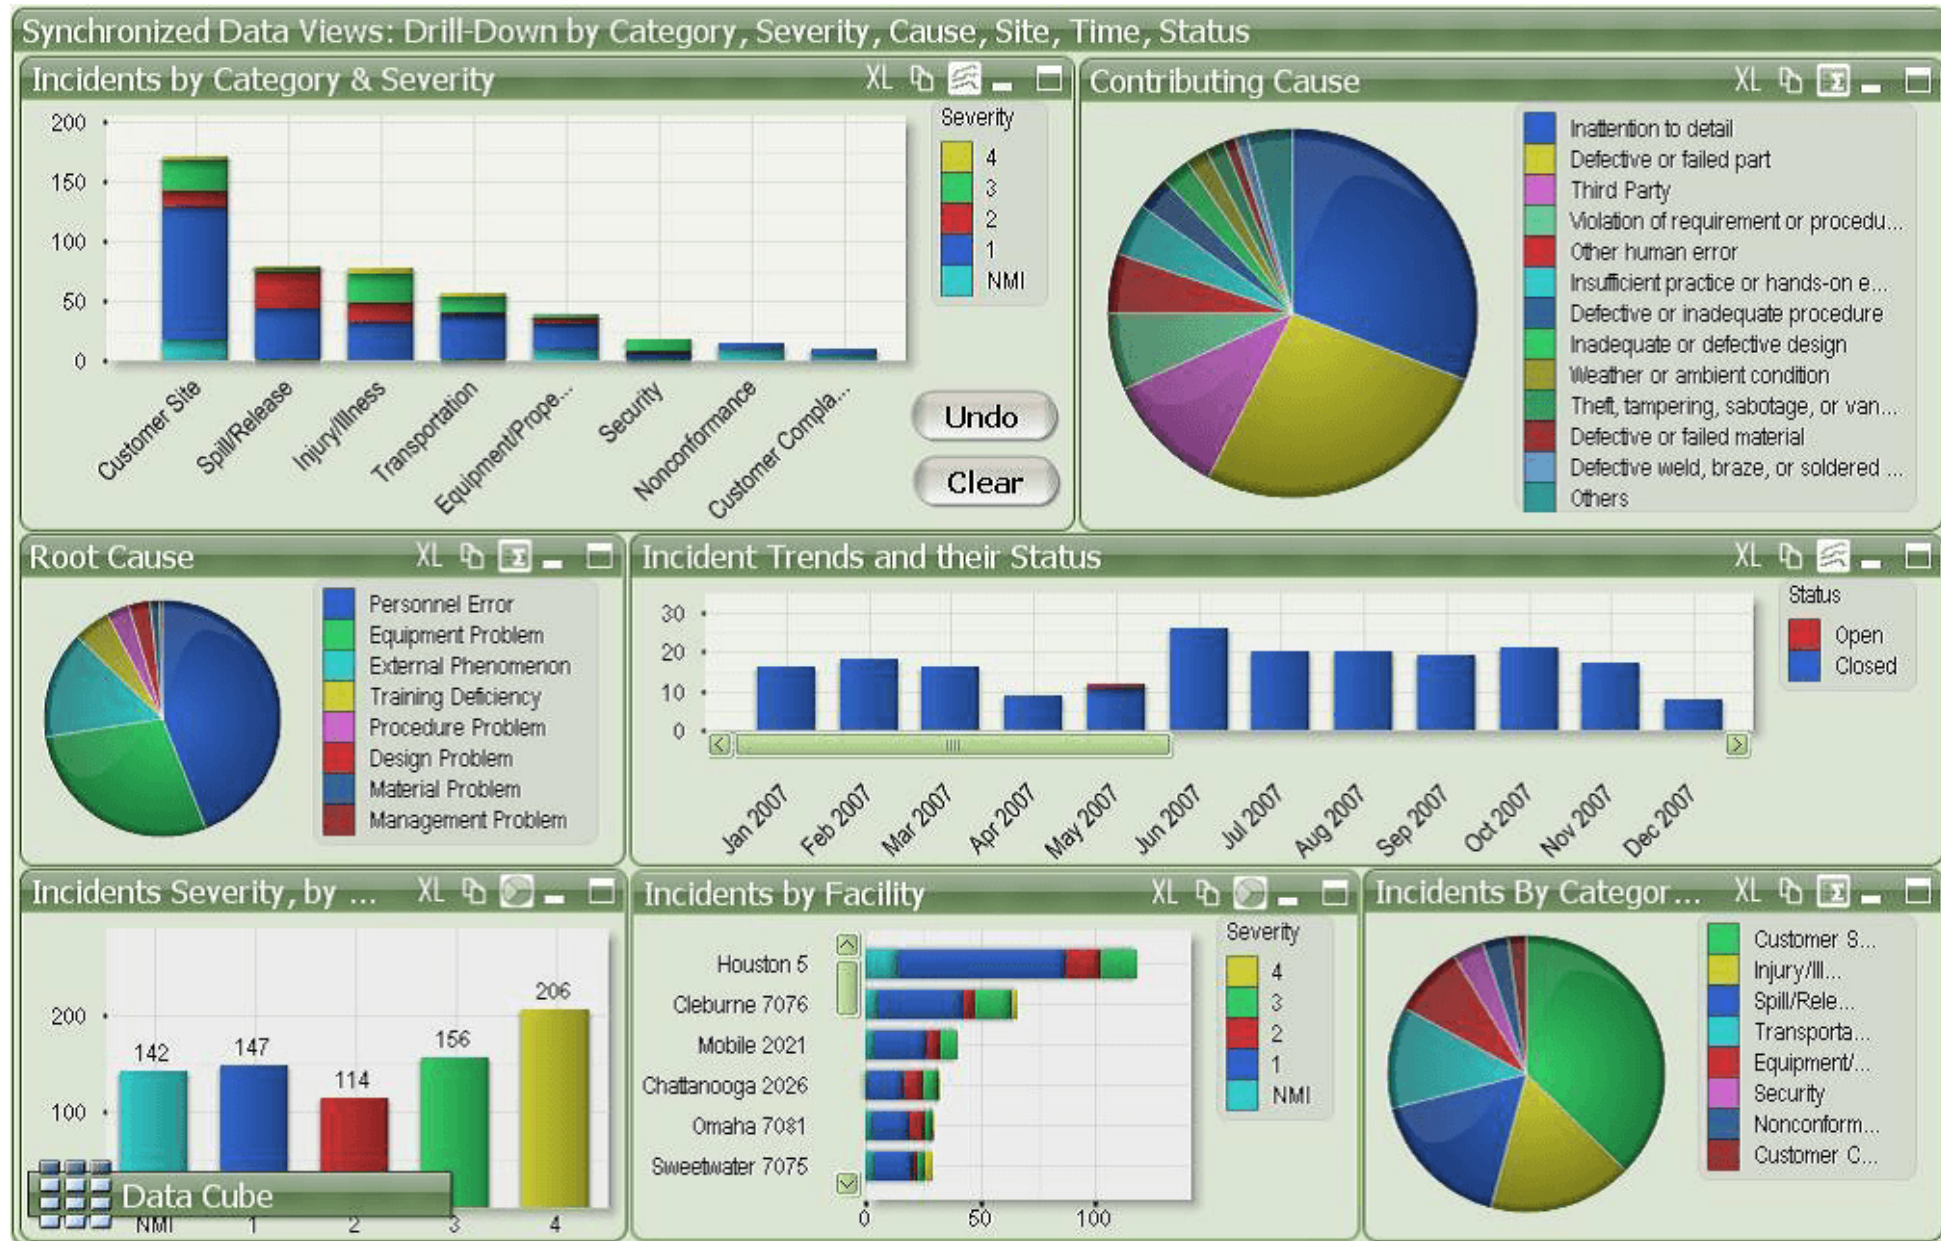 Synchronized Data Views: Drill-Down by Category, Severity, Cause, Site, Time, Status
Incidents by Category & Severity
XL
200
150
100
50
0
Customer Site
Spill/Release
Injury/Illness
Transportation
Equipment/Prope...
Security
Nonconformance
Customer Compla...
Severity
4
3
2
1
NMI
Undo
Clear
Contributing Cause
XL
Inattention to detail
Defective or failed part
Third Party
Violation of requirement or procedu...
Other human error
Insufficient practice or hands-on e...
Defective or inadequate procedure
Inadequate or defective design
Weather or ambient condition
Theft, tampering, sabotage, or van...
Defective or failed material
Defective weld, braze, or soldered ...
Others
Root Cause
XL
Personnel Error
Equipment Problem
External Phenomenon
Training Deficiency
Procedure Problem
Design Problem
Material Problem
Management Problem
Incident Trends and their Status
XL
30
20
10
0
Jan 2007
Feb 2007
Mar 2007
Apr 2007
May 2007
Jun 2007
Jul 2007
Aug 2007
Sep 2007
Oct 2007
Nov 2007
Dec 2007
Status
Open
Closed
Incidents Severity, by ...
XL
200
100
142
147
114
156
206
Data Cube
NMI
1
2
3
4
Incidents by Facility
XL
Houston 5
Cleburne 7076
Mobile 2021
Chattanooga 2026
Omaha 7081
Sweetwater 7075
0
50
100
Severity
4
3
2
1
NMI
Incidents By Categor...
XL
Customer S...
Injury/Ill...
Spill/Rele...
Transporta...
Equipment/...
Security
Nonconform...
Customer C...